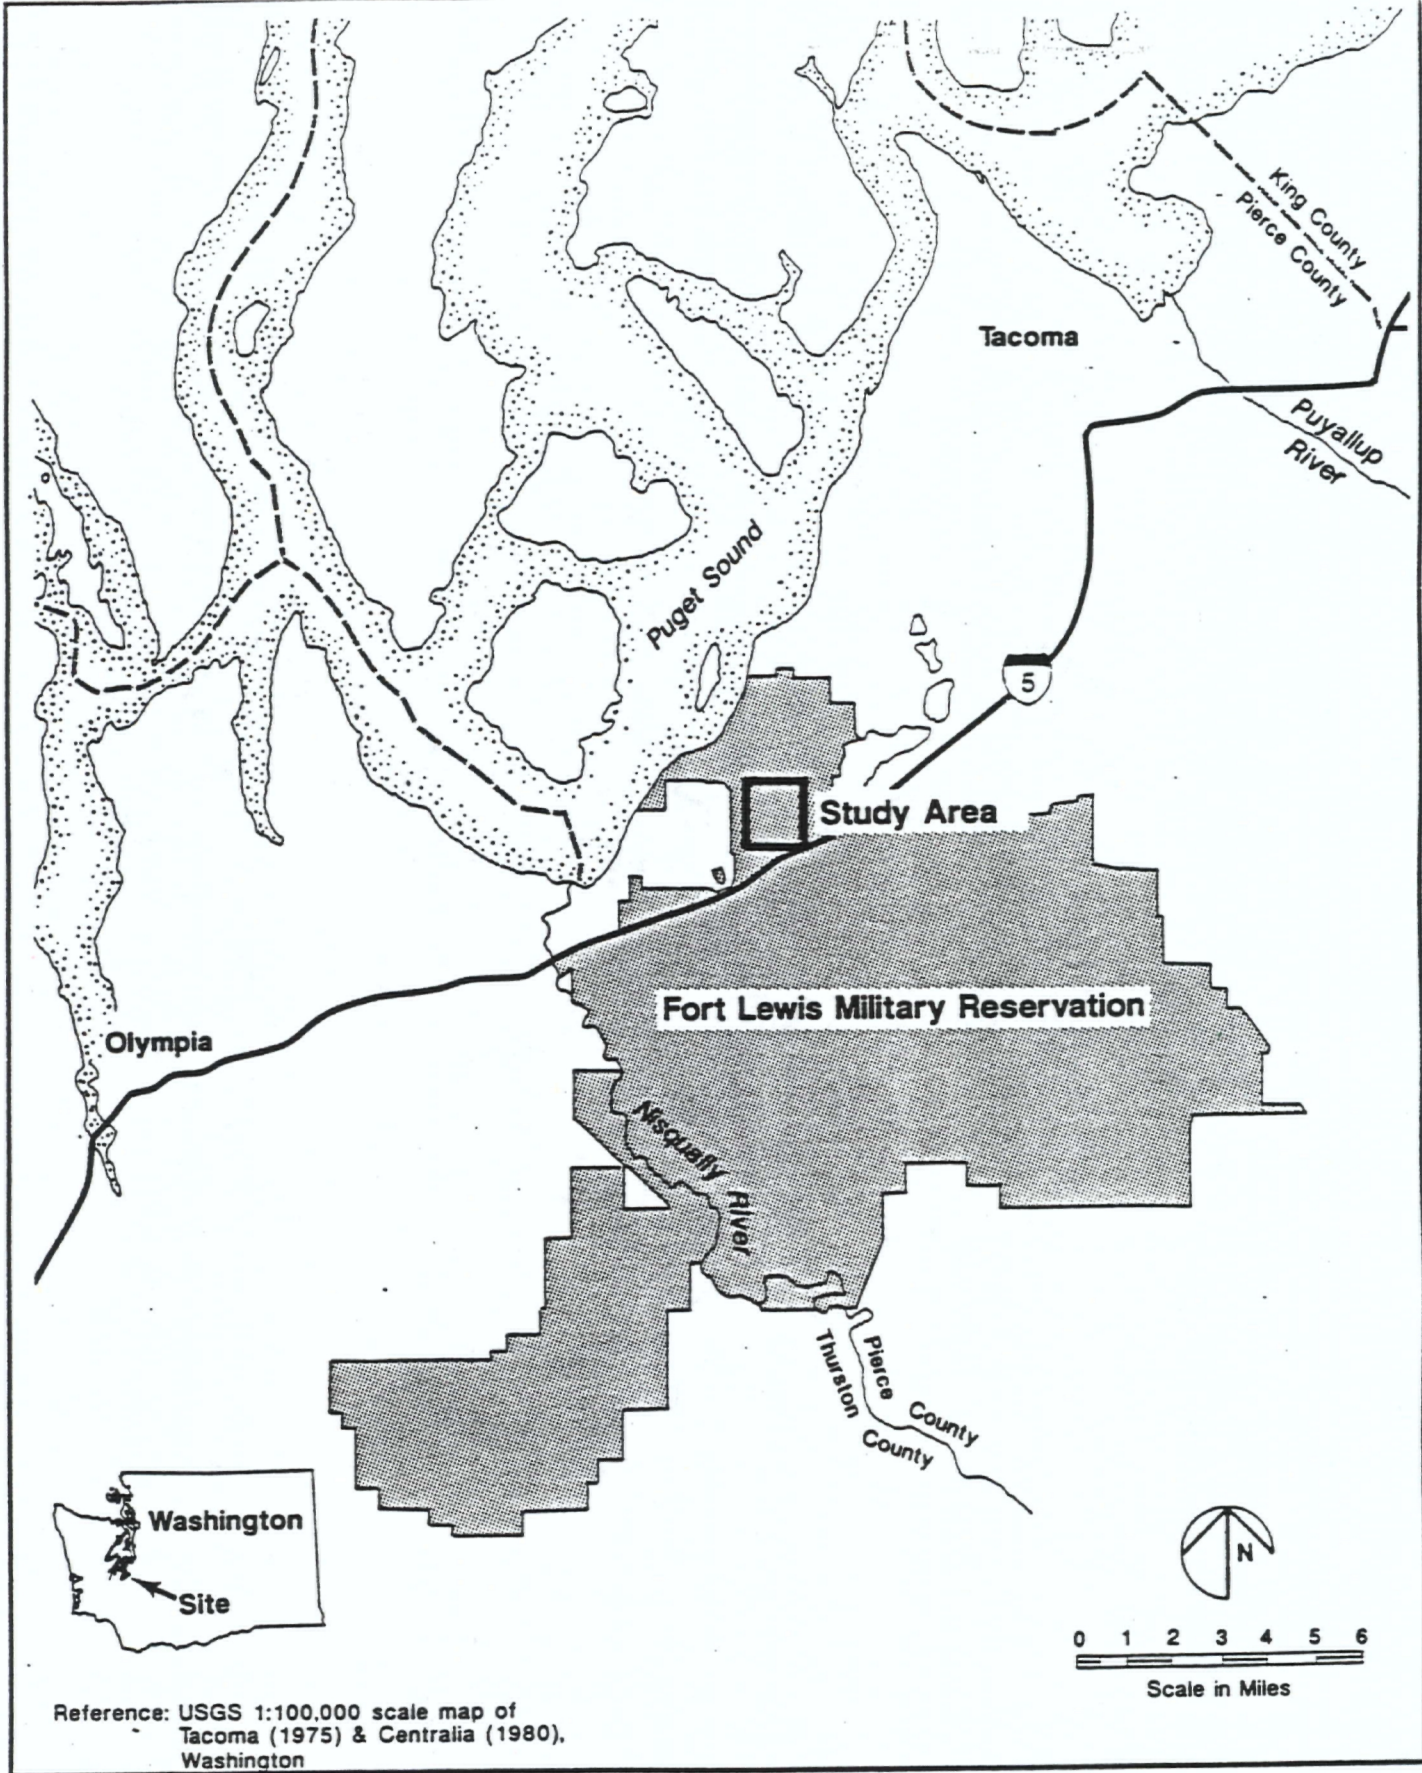 King County
Pierce County
Tacoma
Puyallup
River
Puget Sound
5
Study Area
Fort Lewis Military Reservation
Olympia
Nisqually
River
Pierce
County
Thurston
County
Washington
Site
N
0 1 2 3 4 5 6
Scale in Miles
Reference: USGS 1:100,000 scale map of
Tacoma (1975) & Centralia (1980),
Washington